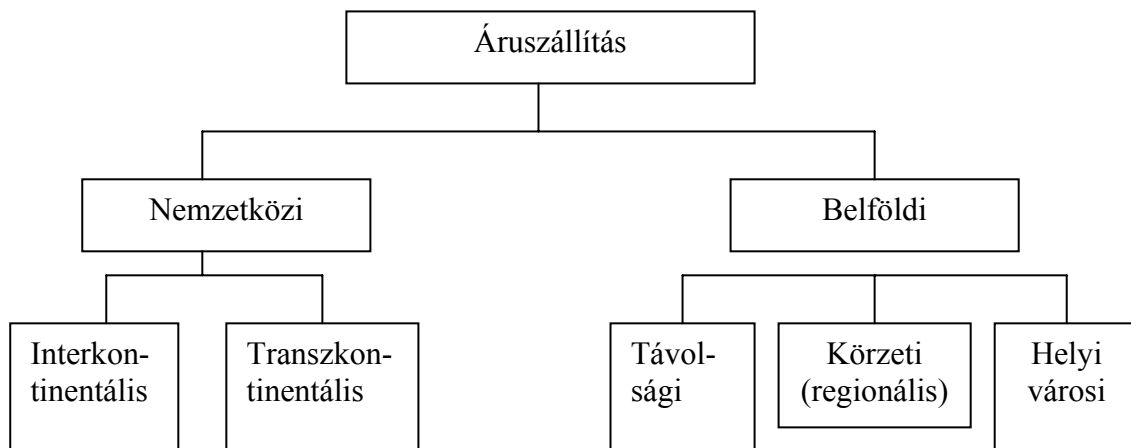 Áruszállítás
Nemzetközi
Belföldi
Interkon-
tinentális
Transzkon-
tinentális
Távol-
sági
Körzeti
(regionális)
Helyi
városi